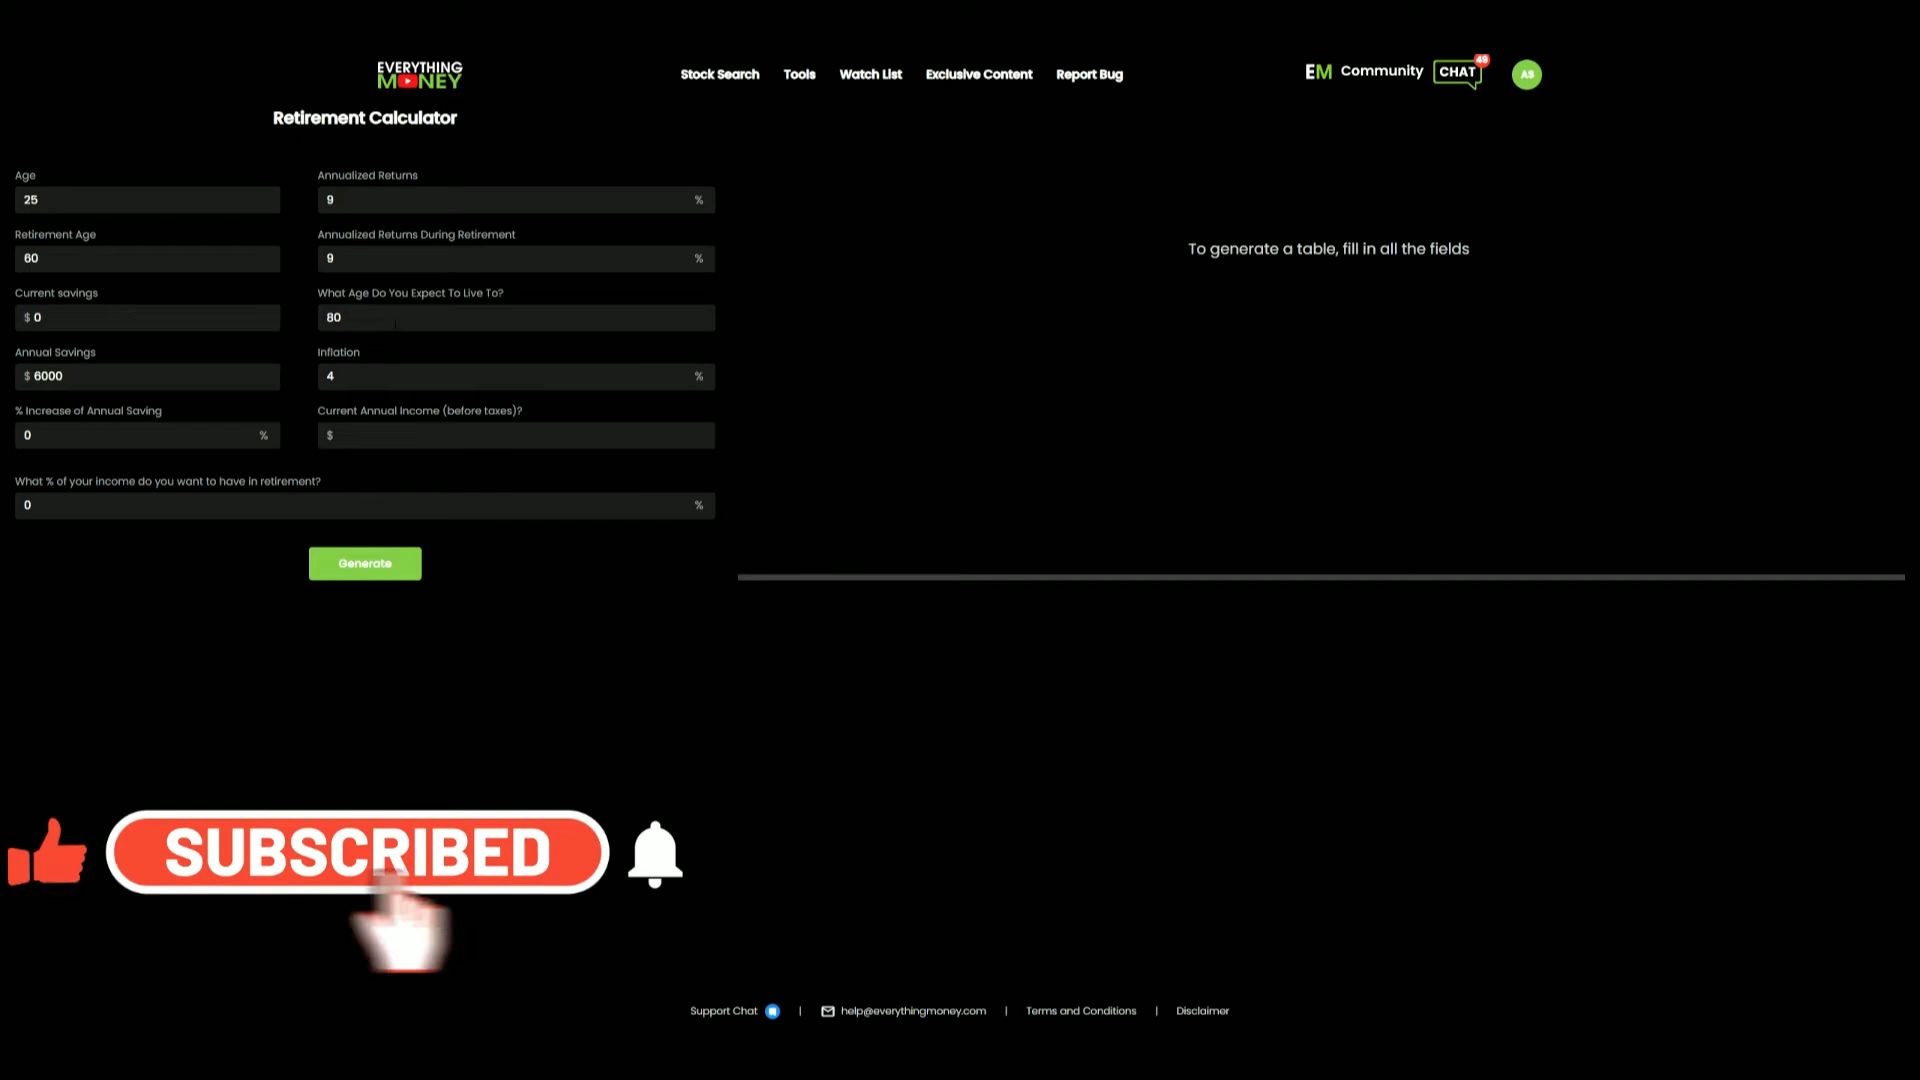 EVERYTHING
MONEY
Stock Search
Tools
Watch List
Exclusive Content
Report Bug
EM Community
CHAT
49
AS
Retirement Calculator
Age
25
Annualized Returns
9 %
Retirement Age
60
Annualized Returns During Retirement
9 %
Current savings
$ 0
What Age Do You Expect To Live To?
80
Annual Savings
$ 6000
Inflation
4 %
% Increase of Annual Saving
0 %
Current Annual Income (before taxes)?
$
What % of your income do you want to have in retirement?
0 %
Generate
To generate a table, fill in all the fields
SUBSCRIBED
Support Chat | help@everythingmoney.com | Terms and Conditions | Disclaimer